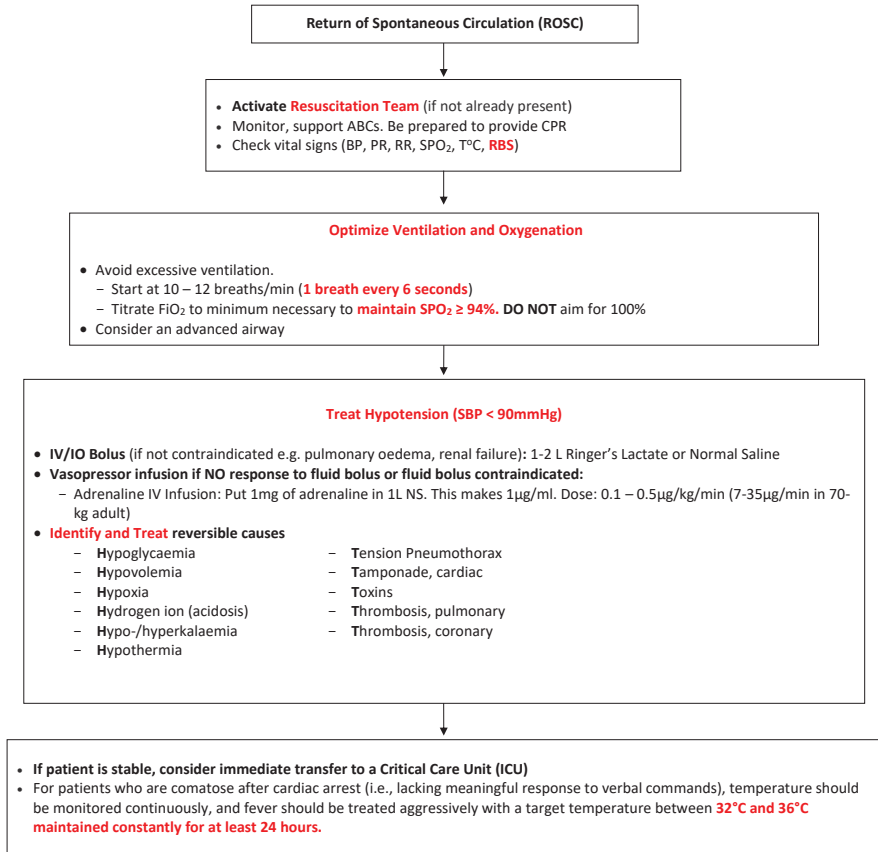 Return of Spontaneous Circulation (ROSC)
• Activate Resuscitation Team (if not already present)
• Monitor, support ABCs. Be prepared to provide CPR
• Check vital signs (BP, PR, RR, SPO₂, T°C, RBS)
Optimize Ventilation and Oxygenation
• Avoid excessive ventilation.
− Start at 10 – 12 breaths/min (1 breath every 6 seconds)
− Titrate FiO₂ to minimum necessary to maintain SPO₂ ≥ 94%. DO NOT aim for 100%
• Consider an advanced airway
Treat Hypotension (SBP < 90mmHg)
• IV/IO Bolus (if not contraindicated e.g. pulmonary oedema, renal failure): 1-2 L Ringer's Lactate or Normal Saline
• Vasopressor infusion if NO response to fluid bolus or fluid bolus contraindicated:
− Adrenaline IV Infusion: Put 1mg of adrenaline in 1L NS. This makes 1µg/ml. Dose: 0.1 – 0.5µg/kg/min (7-35µg/min in 70-
kg adult)
• Identify and Treat reversible causes
− Hypoglycaemia
− Hypovolemia
− Hypoxia
− Hydrogen ion (acidosis)
− Hypo-/hyperkalaemia
− Hypothermia
− Tension Pneumothorax
− Tamponade, cardiac
− Toxins
− Thrombosis, pulmonary
− Thrombosis, coronary
• If patient is stable, consider immediate transfer to a Critical Care Unit (ICU)
• For patients who are comatose after cardiac arrest (i.e., lacking meaningful response to verbal commands), temperature should
be monitored continuously, and fever should be treated aggressively with a target temperature between 32°C and 36°C
maintained constantly for at least 24 hours.